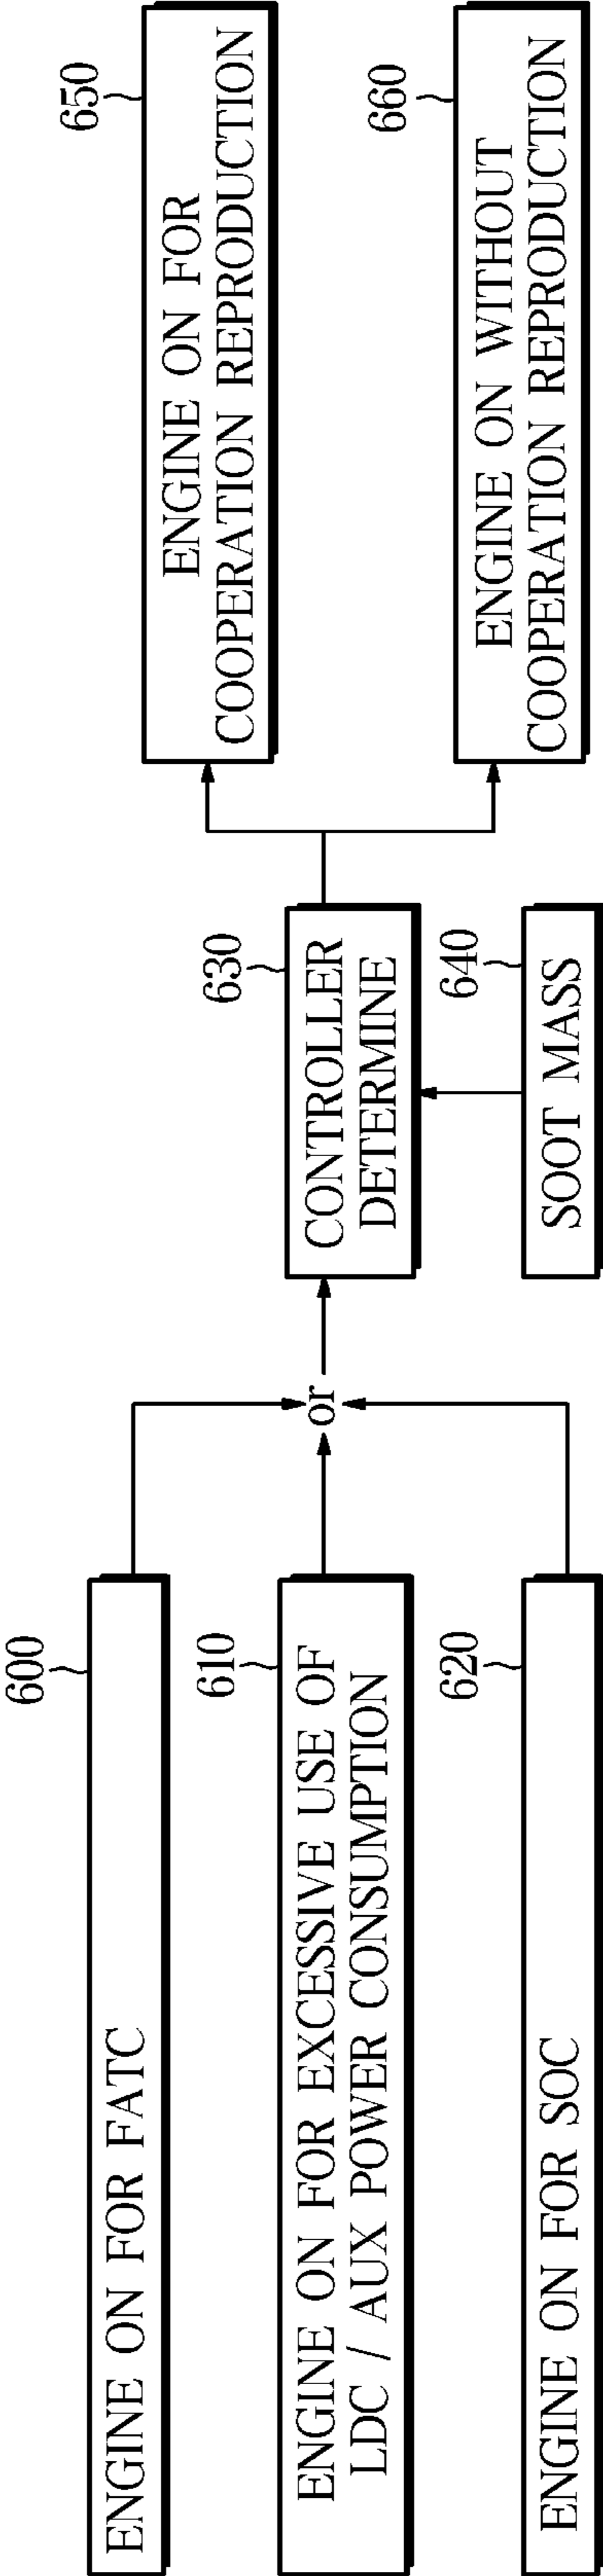 600
ENGINE ON FOR FATC
610
ENGINE ON FOR EXCESSIVE USE OF
LDC / AUX POWER CONSUMPTION
620
ENGINE ON FOR SOC
or
630
CONTROLLER
DETERMINE
640
SOOT MASS
650
ENGINE ON FOR
COOPERATION REPRODUCTION
660
ENGINE ON WITHOUT
COOPERATION REPRODUCTION